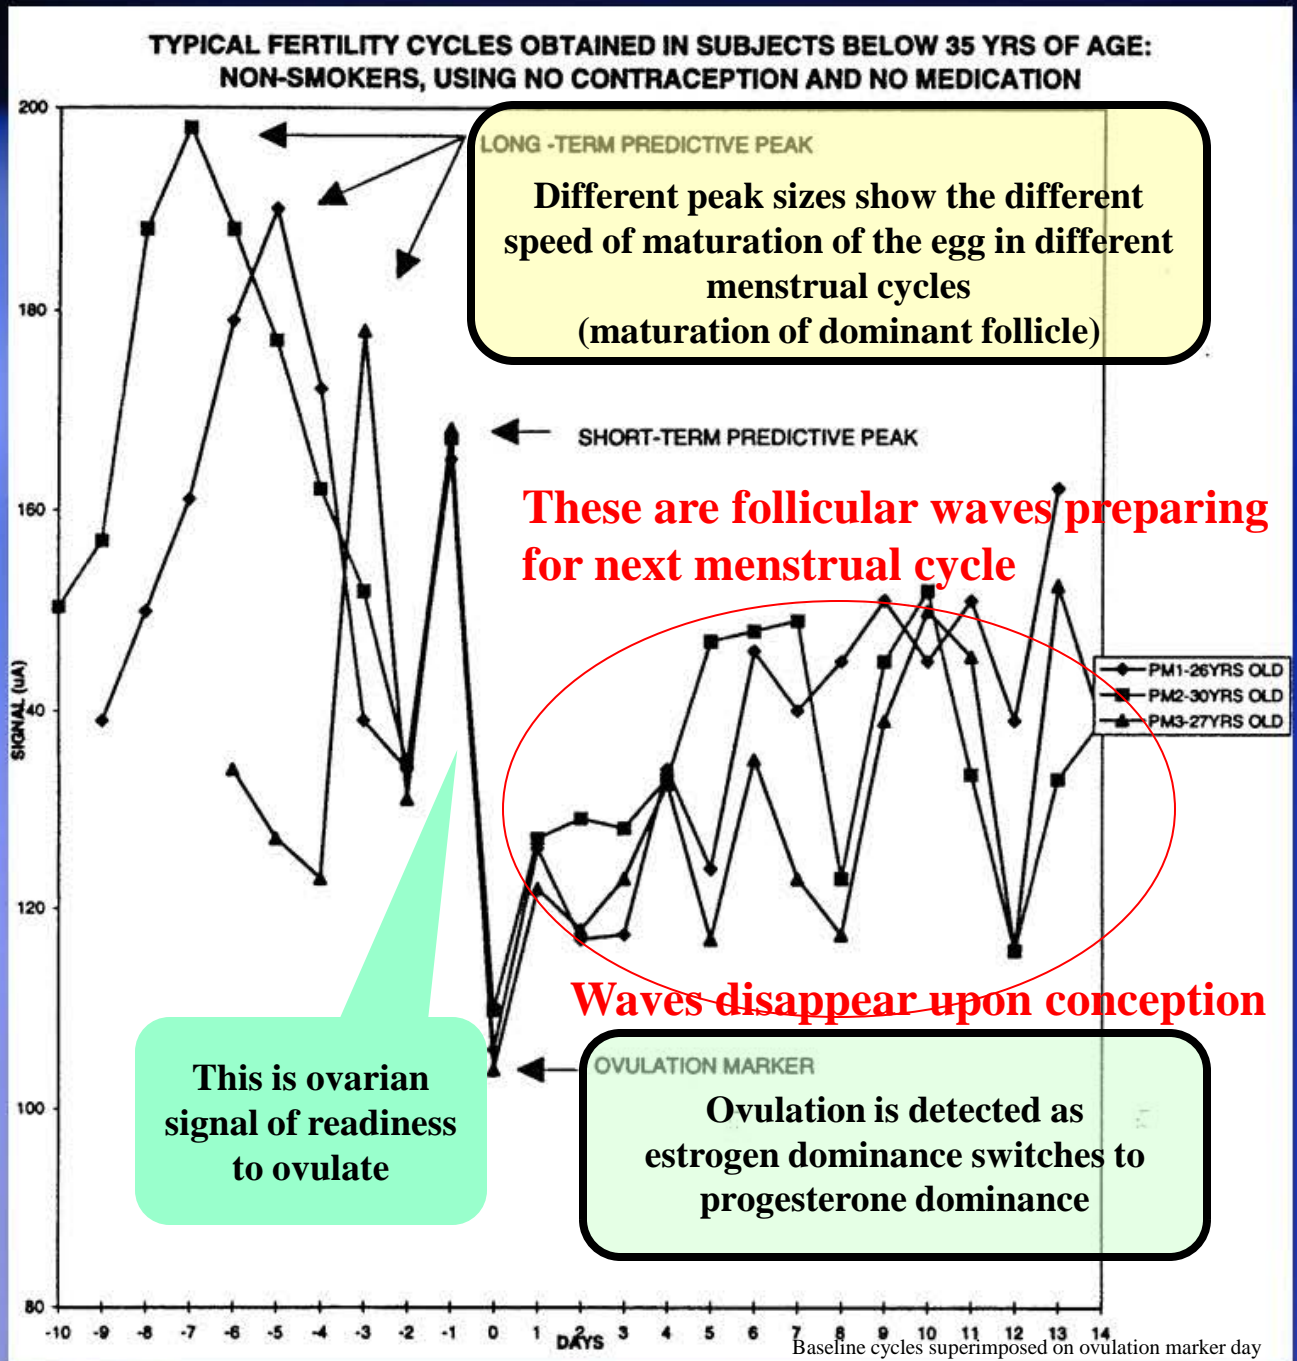 TYPICAL FERTILITY CYCLES OBTAINED IN SUBJECTS BELOW 35 YRS OF AGE:
NON-SMOKERS, USING NO CONTRACEPTION AND NO MEDICATION
200
180
160
140
120
100
80
SIGNAL (uA)
LONG -TERM PREDICTIVE PEAK
Different peak sizes show the different
speed of maturation of the egg in different
menstrual cycles
(maturation of dominant follicle)
SHORT-TERM PREDICTIVE PEAK
These are follicular waves preparing
for next menstrual cycle
PM1-26YRS OLD
PM2-30YRS OLD
PM3-27YRS OLD
Waves disappear upon conception
This is ovarian
signal of readiness
to ovulate
OVULATION MARKER
Ovulation is detected as
estrogen dominance switches to
progesterone dominance
-10 -9 -8 -7 -6 -5 -4 -3 -2 -1 0 1 2 3 4 5 6 7 8 9 10 11 12 13 14
DAYS
Baseline cycles superimposed on ovulation marker day